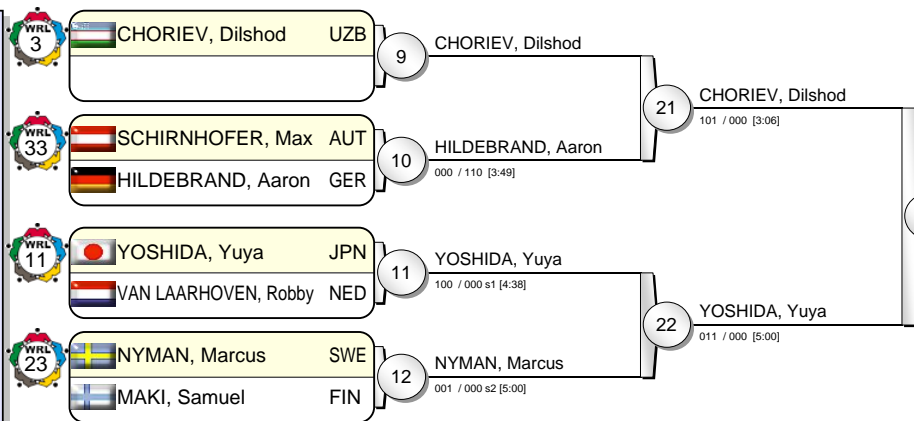 WRL
3
CHORIEV, Dilshod UZB
9
CHORIEV, Dilshod
21
CHORIEV, Dilshod
101 / 000 [3:06]
WRL
33
SCHIRNHOFER, Max AUT
HILDEBRAND, Aaron GER
10
HILDEBRAND, Aaron
000 / 110 [3:49]
WRL
11
YOSHIDA, Yuya JPN
VAN LAARHOVEN, Robby NED
11
YOSHIDA, Yuya
100 / 000 s1 [4:38]
22
YOSHIDA, Yuya
011 / 000 [5:00]
WRL
23
NYMAN, Marcus SWE
MAKI, Samuel FIN
12
NYMAN, Marcus
001 / 000 s2 [5:00]